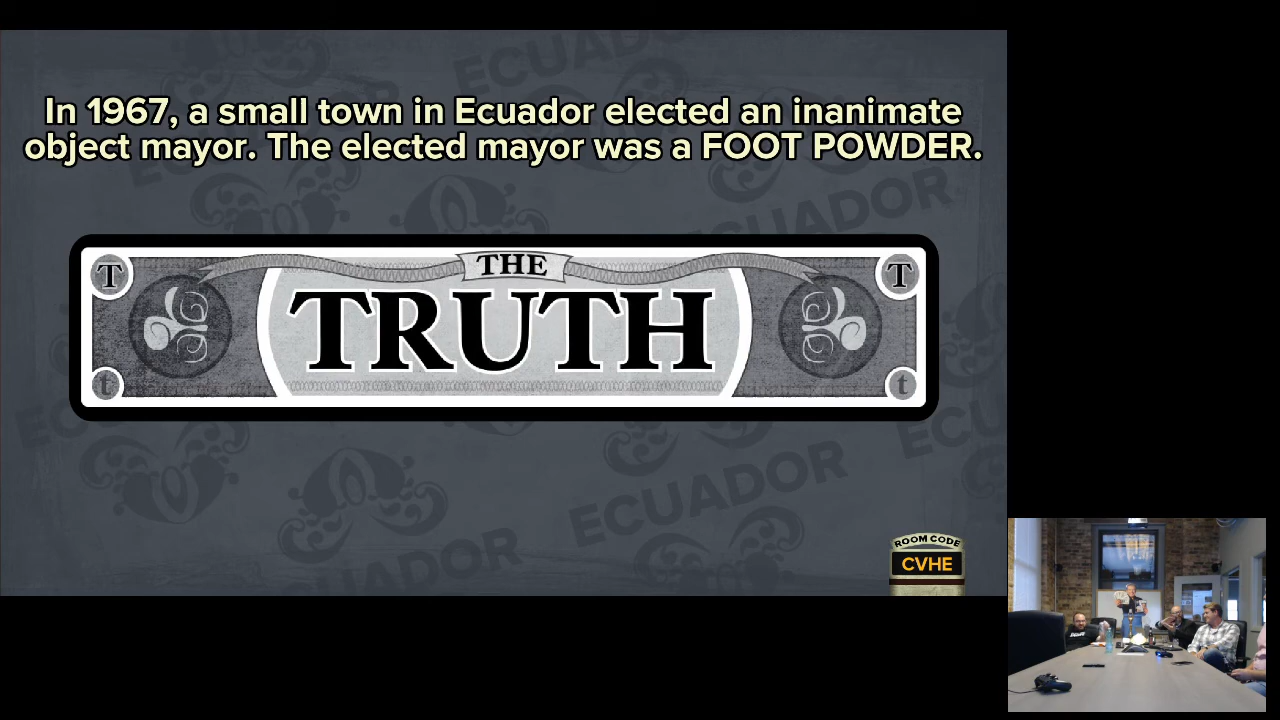 In 1967, a small town in Ecuador elected an inanimate
object mayor. The elected mayor was a FOOT POWDER.
T
THE
T
TRUTH
t
t
ECUADOR
ECUADOR
ECUADOR
ECUADOR
ROOM CODE
CVHE